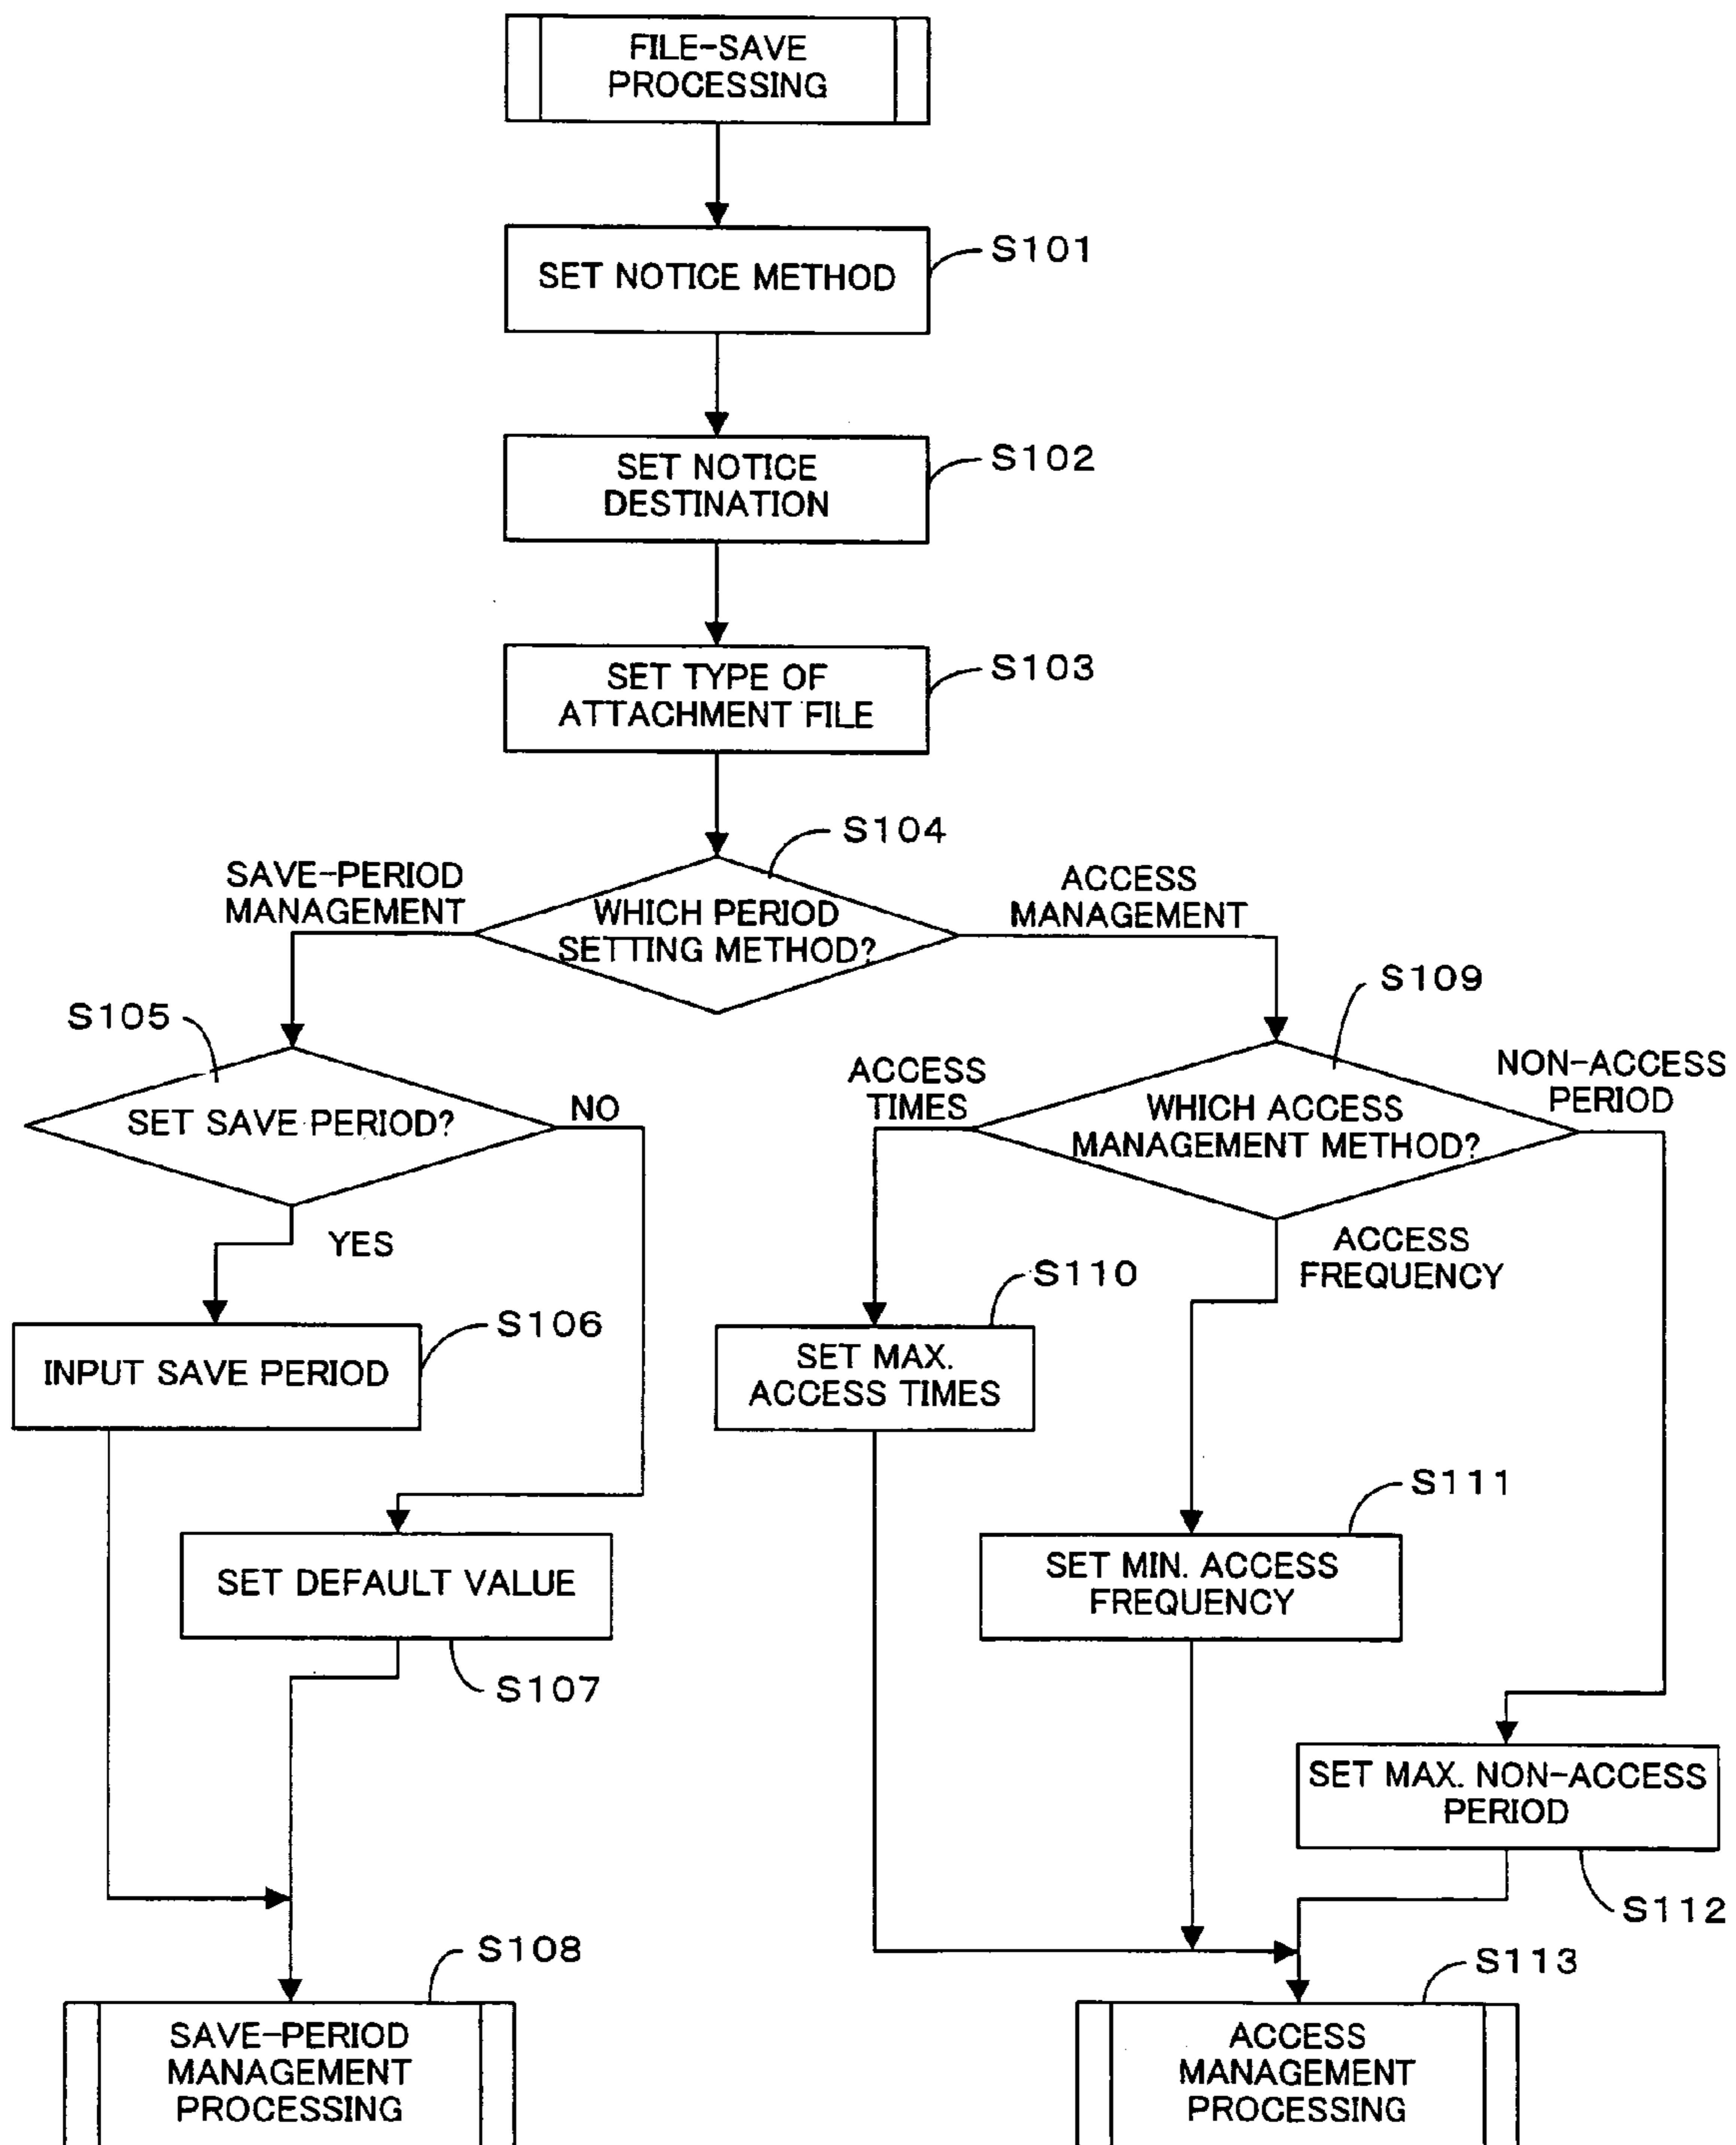 FILE-SAVE
PROCESSING
S101
SET NOTICE METHOD
S102
SET NOTICE
DESTINATION
S103
SET TYPE OF
ATTACHMENT FILE
S104
SAVE-PERIOD
MANAGEMENT
WHICH PERIOD
SETTING METHOD?
ACCESS
MANAGEMENT
S105
SET SAVE PERIOD?
NO
YES
S109
ACCESS
TIMES
WHICH ACCESS
MANAGEMENT METHOD?
NON-ACCESS
PERIOD
ACCESS
FREQUENCY
S106
INPUT SAVE PERIOD
S110
SET MAX.
ACCESS TIMES
SET DEFAULT VALUE
S107
S111
SET MIN. ACCESS
FREQUENCY
SET MAX. NON-ACCESS
PERIOD
S112
S108
SAVE-PERIOD
MANAGEMENT
PROCESSING
S113
ACCESS
MANAGEMENT
PROCESSING